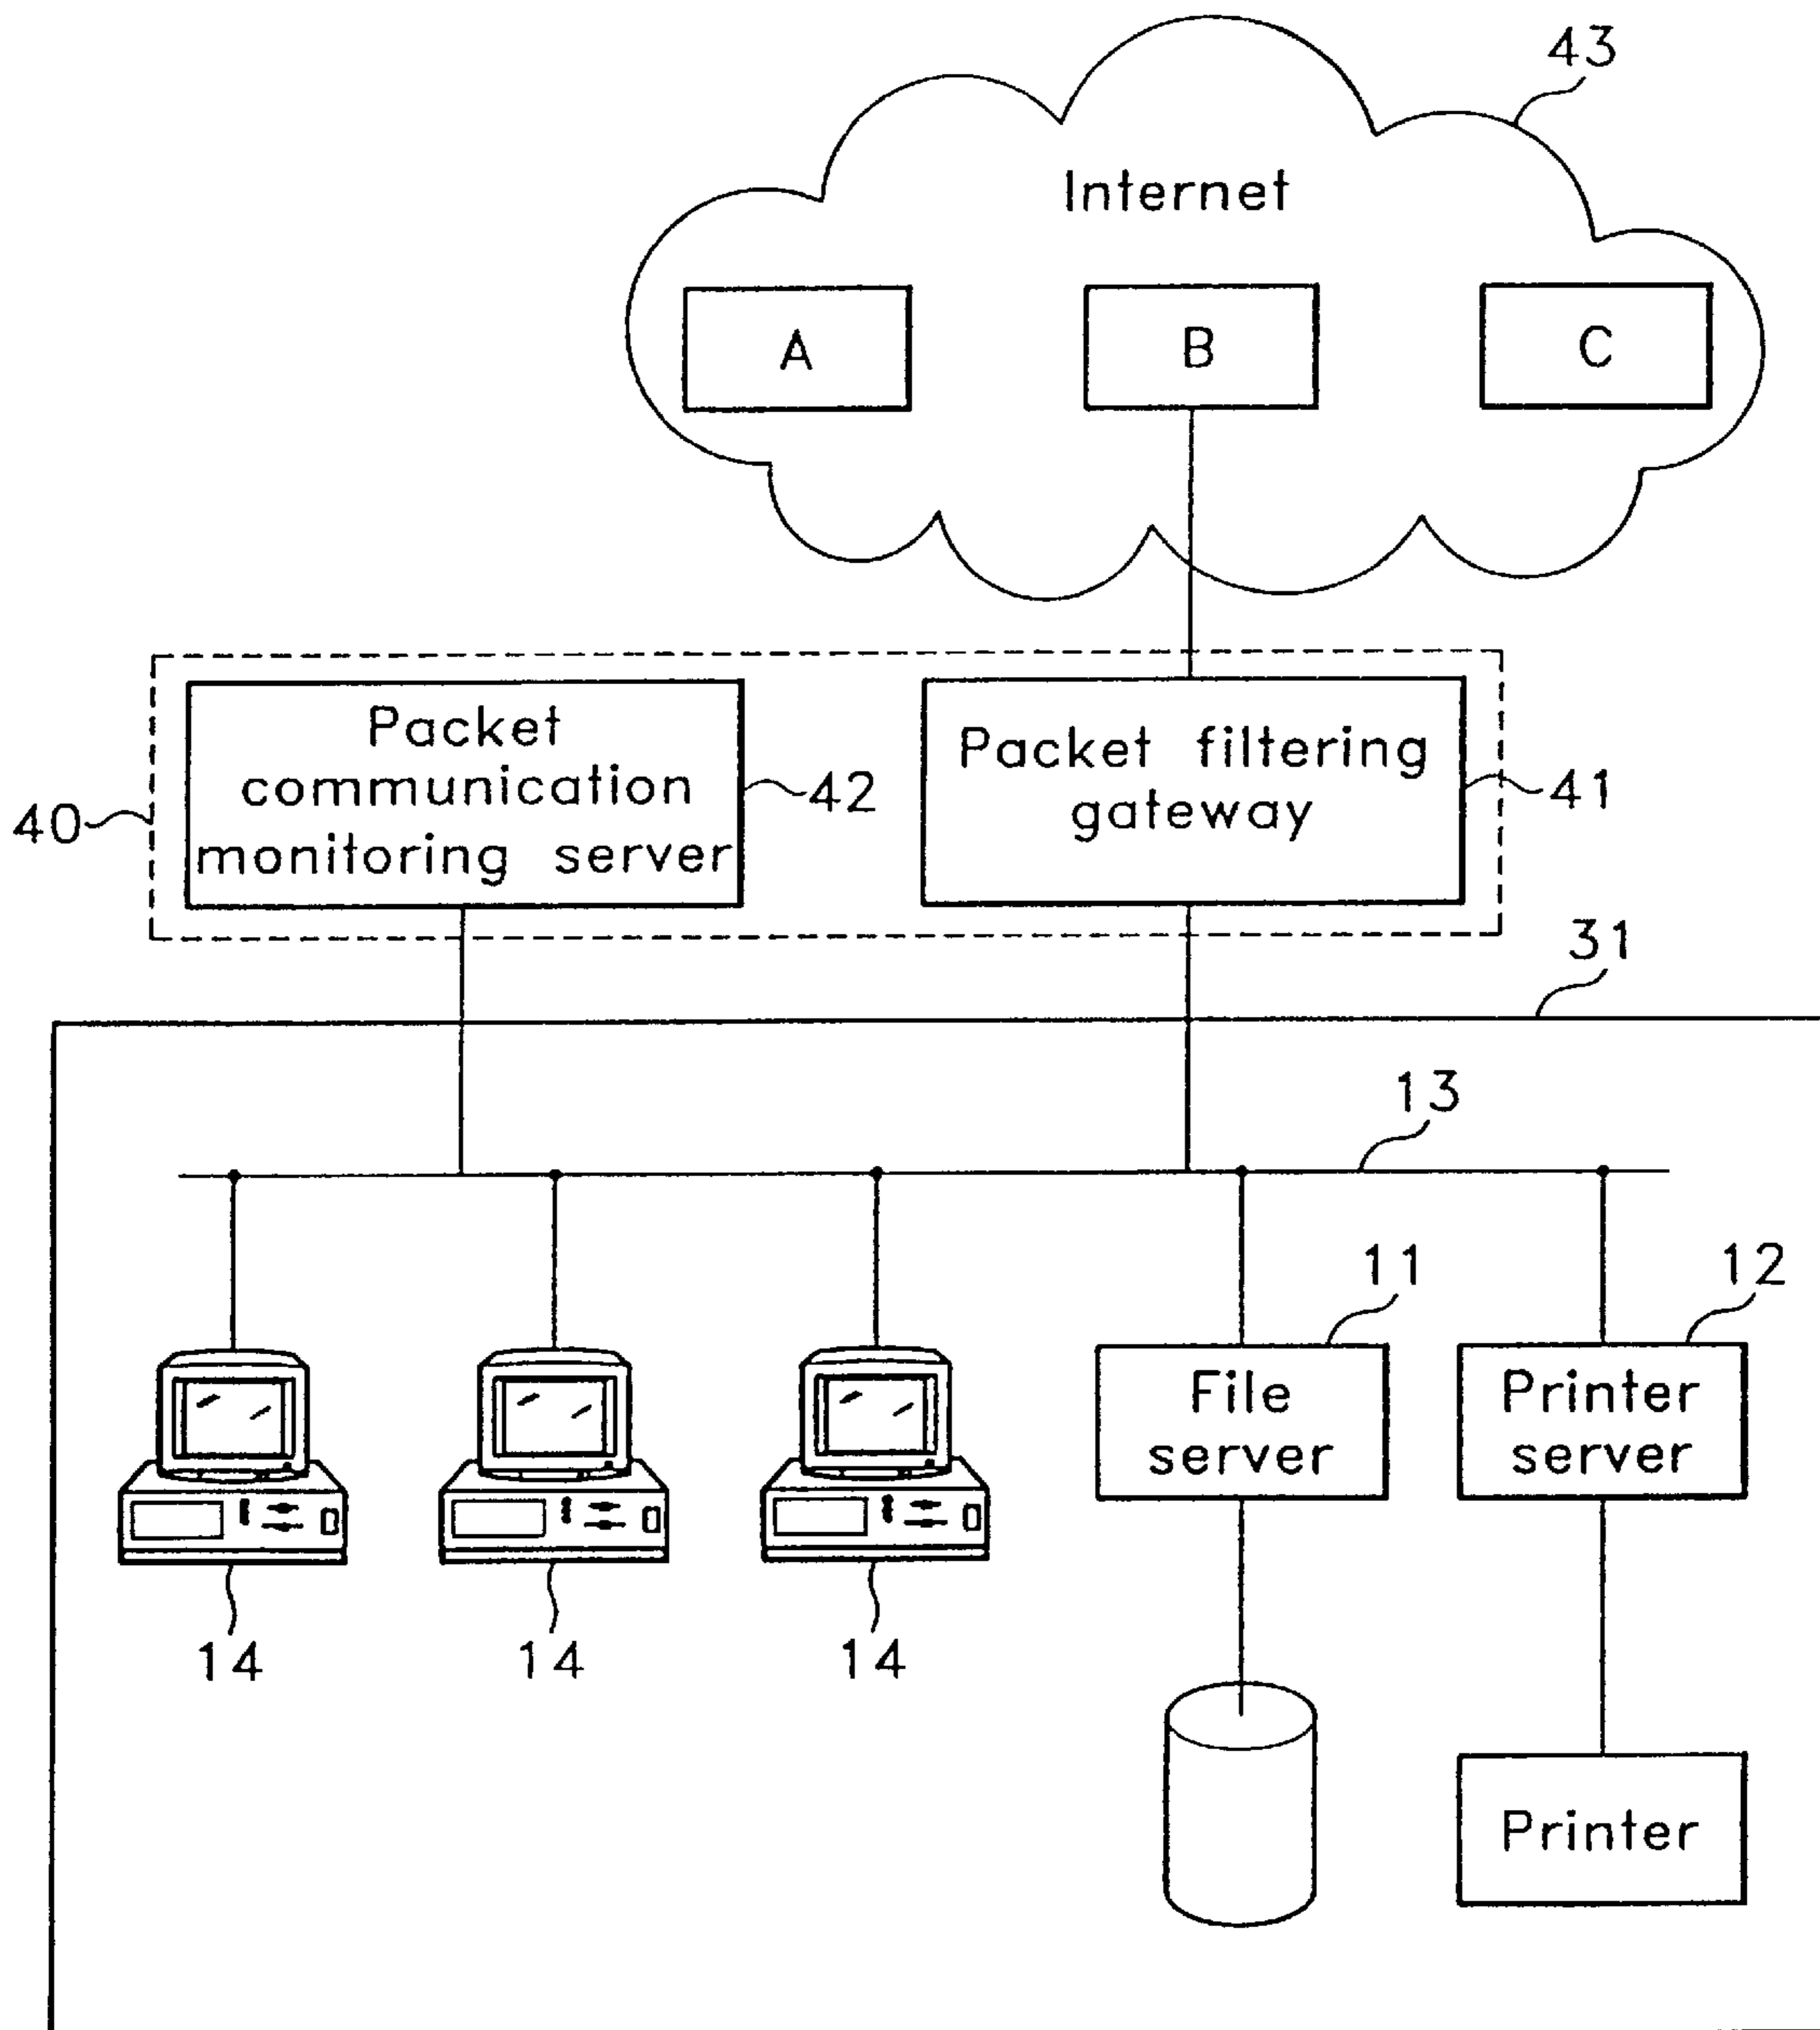 43
Internet
A B C
Packet
communication
monitoring server
42
Packet filtering
gateway
41
40
31
13
11
12
File
server
Printer
server
14 14 14
Printer